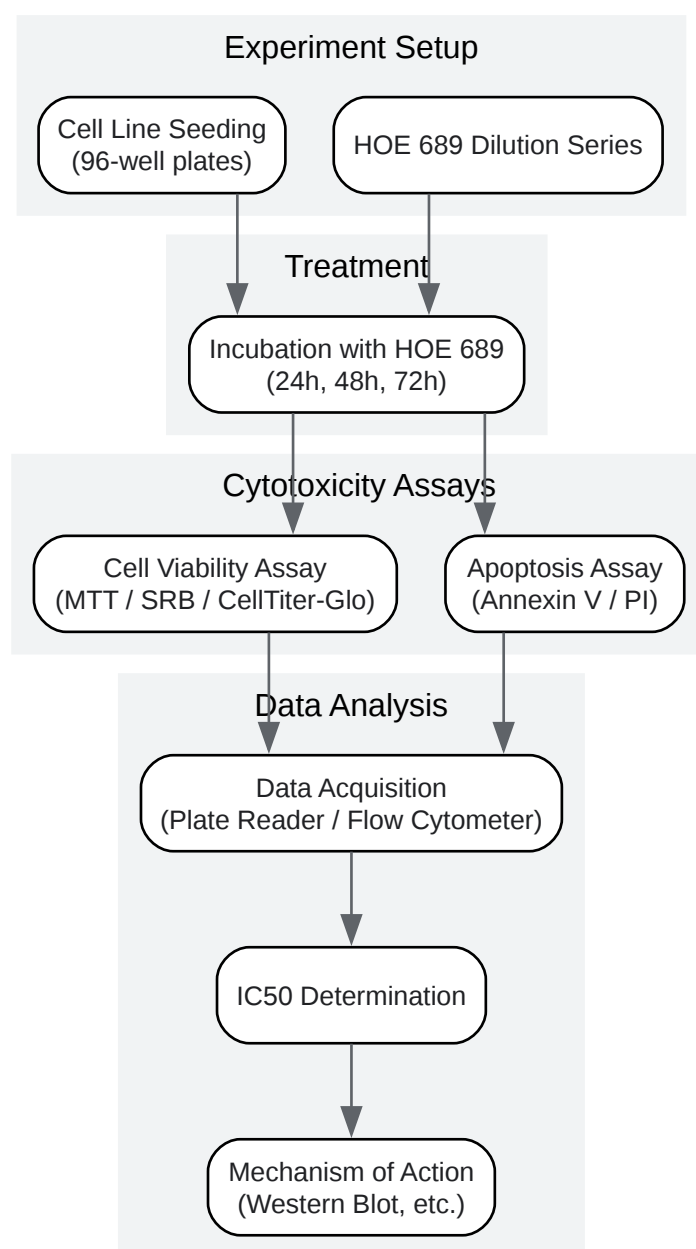 Experiment Setup
Cell Line Seeding
(96-well plates)
HOE 689 Dilution Series
Treatment
Incubation with HOE 689
(24h, 48h, 72h)
Cytotoxicity Assays
Cell Viability Assay
(MTT / SRB / CellTiter-Glo)
Apoptosis Assay
(Annexin V / PI)
Data Analysis
Data Acquisition
(Plate Reader / Flow Cytometer)
IC50 Determination
Mechanism of Action
(Western Blot, etc.)